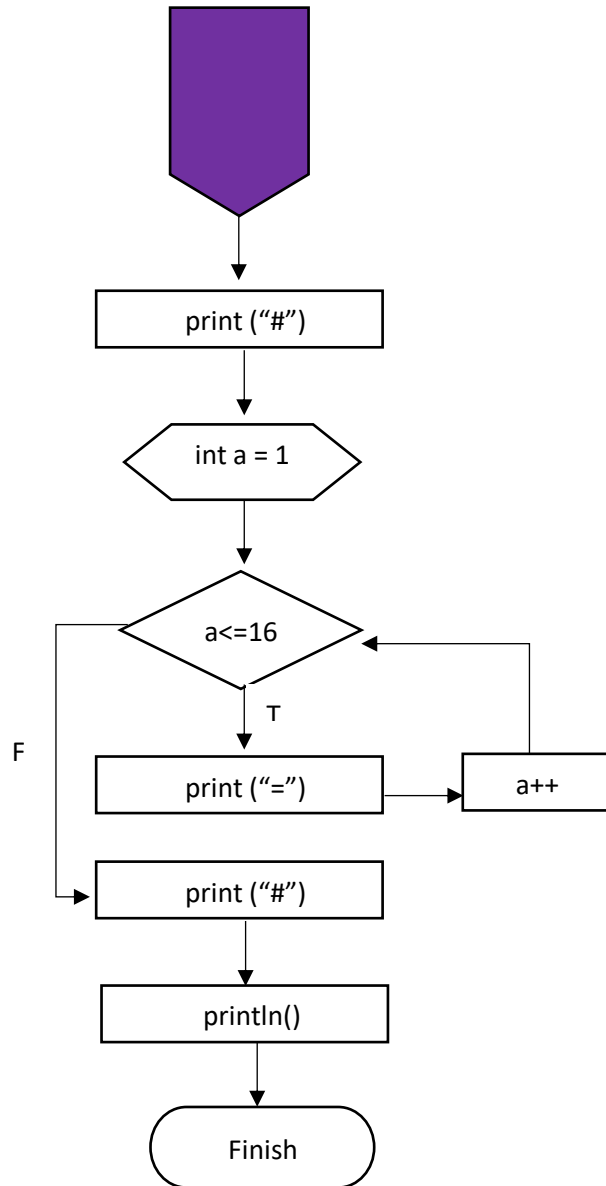 print (“#”)
int a = 1
a<=16
T
F
print (“=”)
a++
print (“#”)
println()
Finish